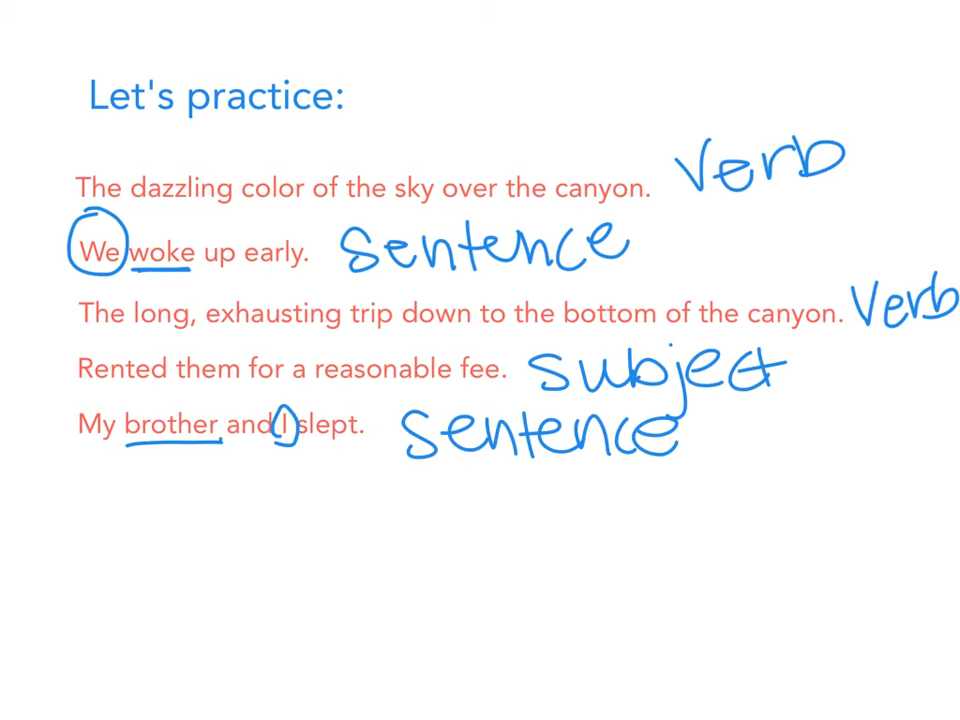 Let's practice:
The dazzling color of the sky over the canyon. verb
We woke up early. sentence
The long, exhausting trip down to the bottom of the canyon. verb
Rented them for a reasonable fee. subject
My brother and I slept. sentence